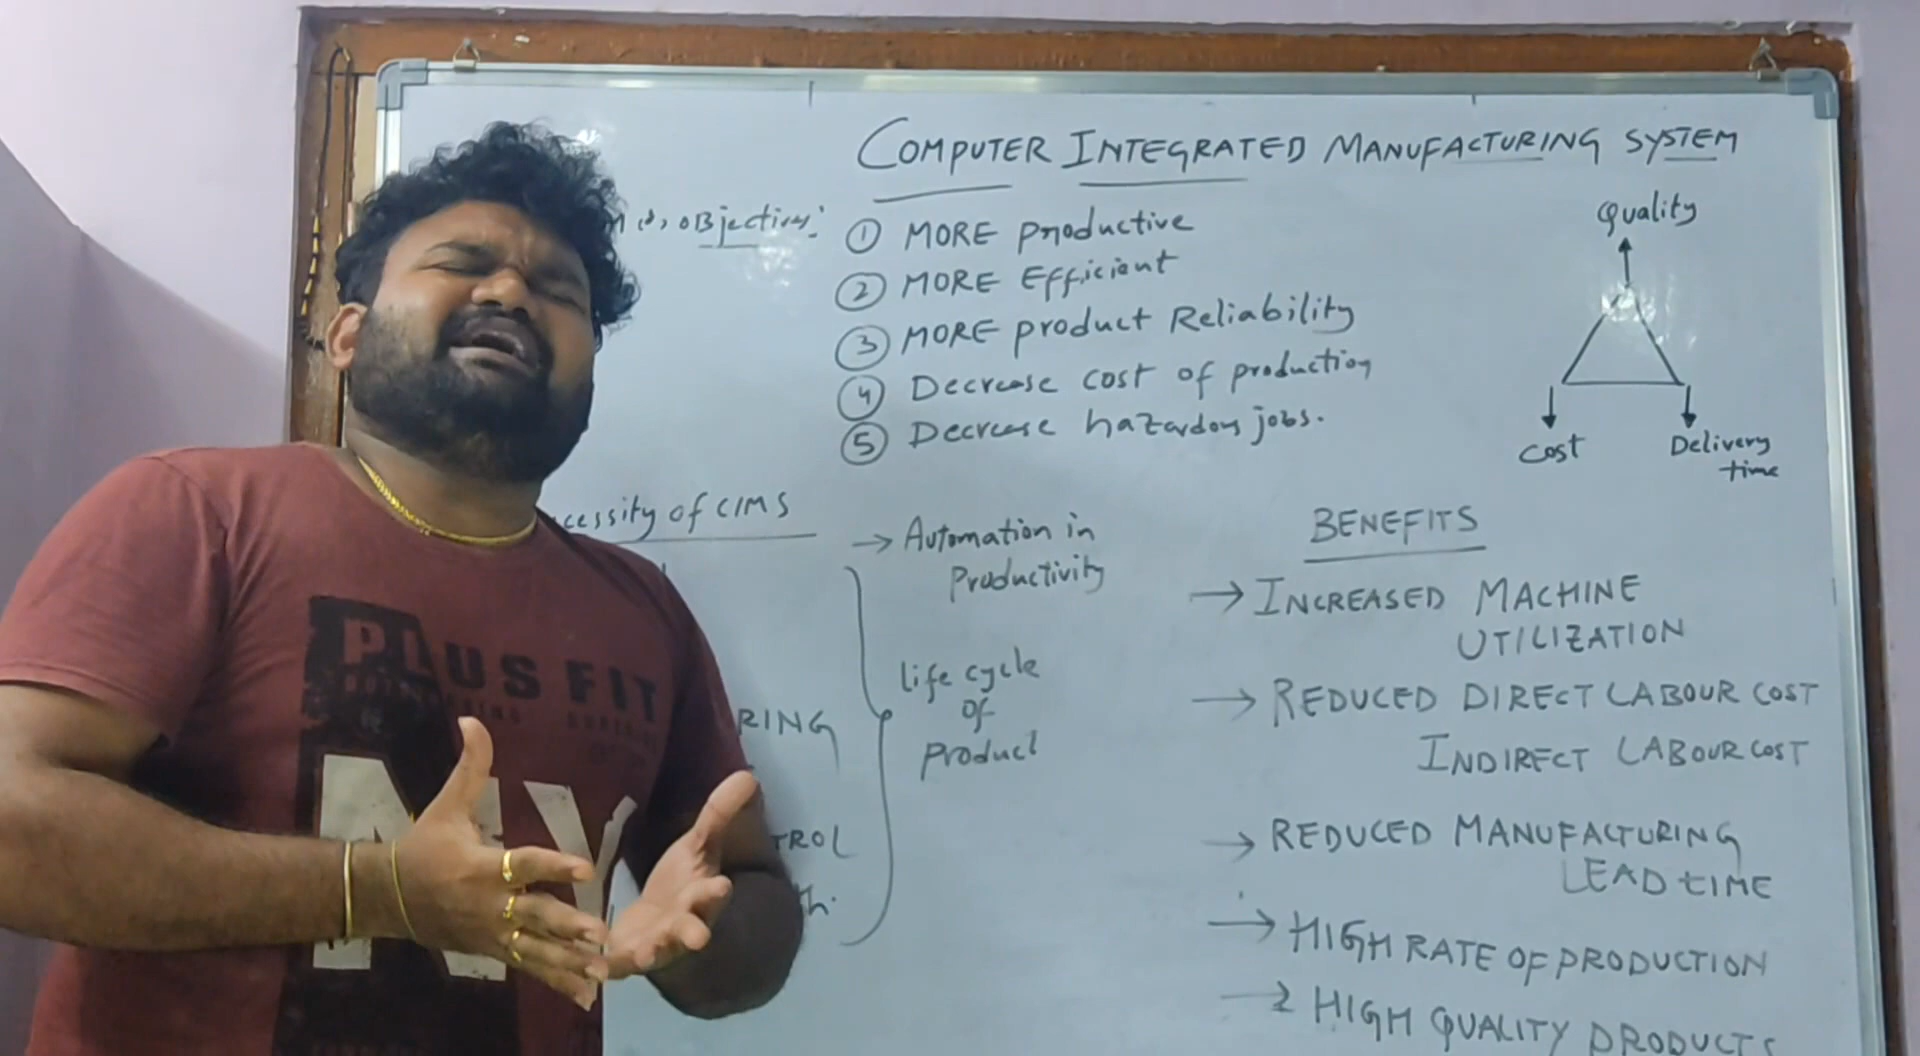 COMPUTER INTEGRATED MANUFACTURING SYSTEM
OBjectives:
① MORE productive
② MORE Efficient
③ MORE product Reliability
④ Decrease cost of production
⑤ Decrease hazardous jobs.
Quality
Cost
Delivery
time
cessity of CIMS
→ Automation in
Productivity
life cycle
of
Product
RING
TROL
th.
BENEFITS
→ INCREASED MACHINE
UTILIZATION
→ REDUCED DIRECT LABOUR COST
INDIRECT LABOUR COST
→ REDUCED MANUFACTURING
LEAD tIME
→ HIGH RATE OF PRODUCTION
→ HIGH QUALITY PRODUCTS
PLUS FIT
NY